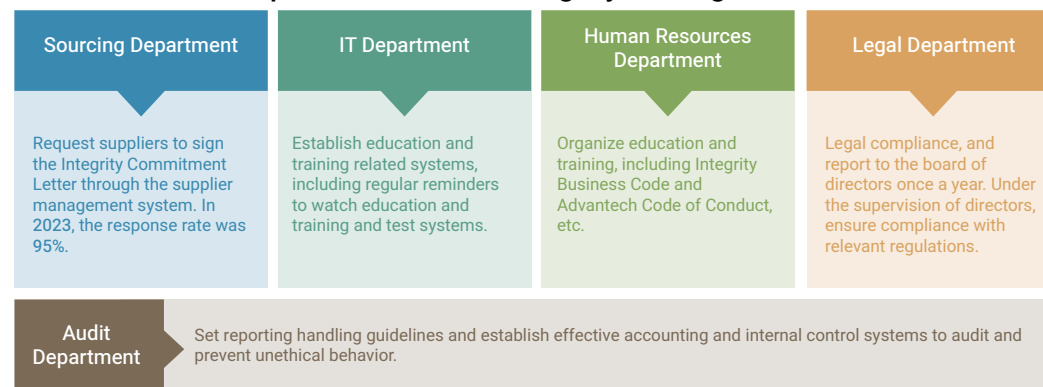 Sourcing Department
Request suppliers to sign
the Integrity Commitment
Letter through the supplier
management system. In
2023, the response rate was
95%.
IT Department
Establish education and
training related systems,
including regular reminders
to watch education and
training and test systems.
Human Resources
Department
Organize education and
training, including Integrity
Business Code and
Advantech Code of Conduct,
etc.
Legal Department
Legal compliance, and
report to the board of
directors once a year. Under
the supervision of directors,
ensure compliance with
relevant regulations.
Audit
Department
Set reporting handling guidelines and establish effective accounting and internal control systems to audit and
prevent unethical behavior.